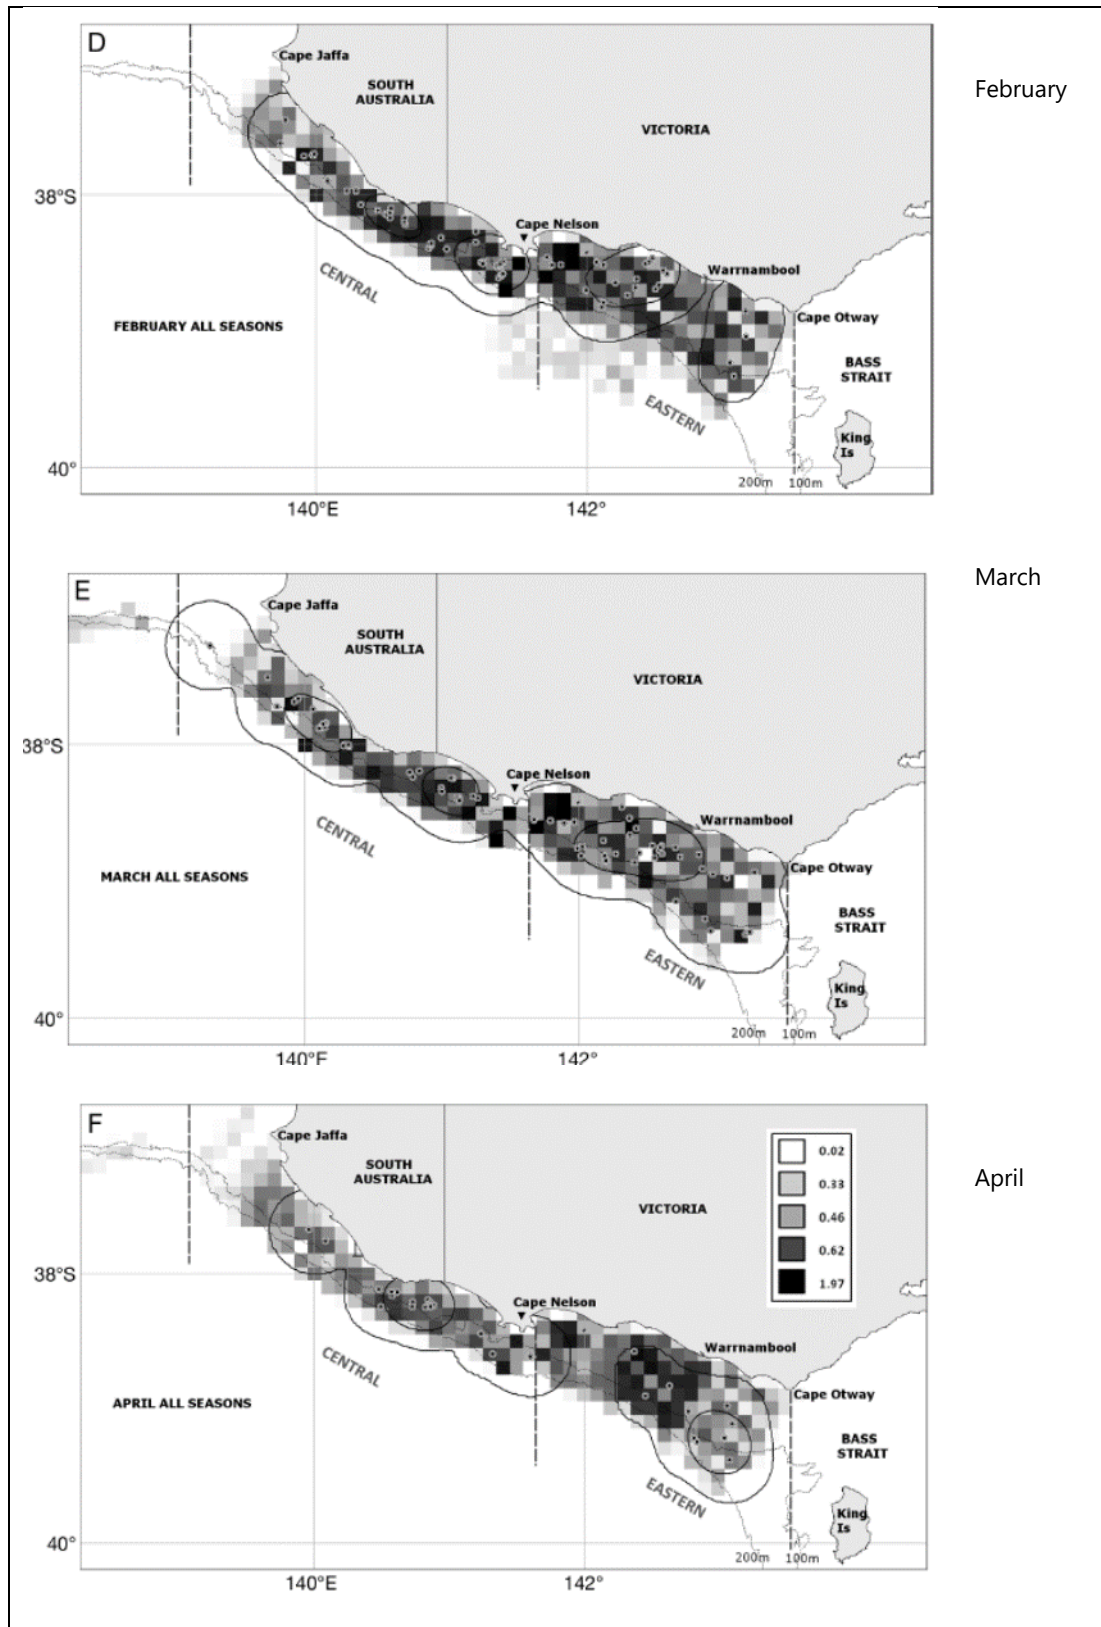 D
Cape Jaffa
February
SOUTH
AUSTRALIA
VICTORIA
38°S
Cape Nelson
CENTRAL
Warrnambool
FEBRUARY ALL SEASONS
Cape Otway
BASS
STRAIT
EASTERN
King
Is
40°
200m 100m
140°E 142°
E
March
Cape Jaffa
SOUTH
AUSTRALIA
VICTORIA
38°S
Cape Nelson
CENTRAL
Warrnambool
MARCH ALL SEASONS
Cape Otway
BASS
STRAIT
EASTERN
King
Is
40°
200m 100m
140°E 142°
F
Cape Jaffa
0.02
SOUTH
AUSTRALIA
0.33
April
VICTORIA
0.46
0.62
38°S
1.97
Cape Nelson
CENTRAL
Warrnambool
APRIL ALL SEASONS
Cape Otway
BASS
STRAIT
EASTERN
King
Is
40°
200m 100m
140°E 142°